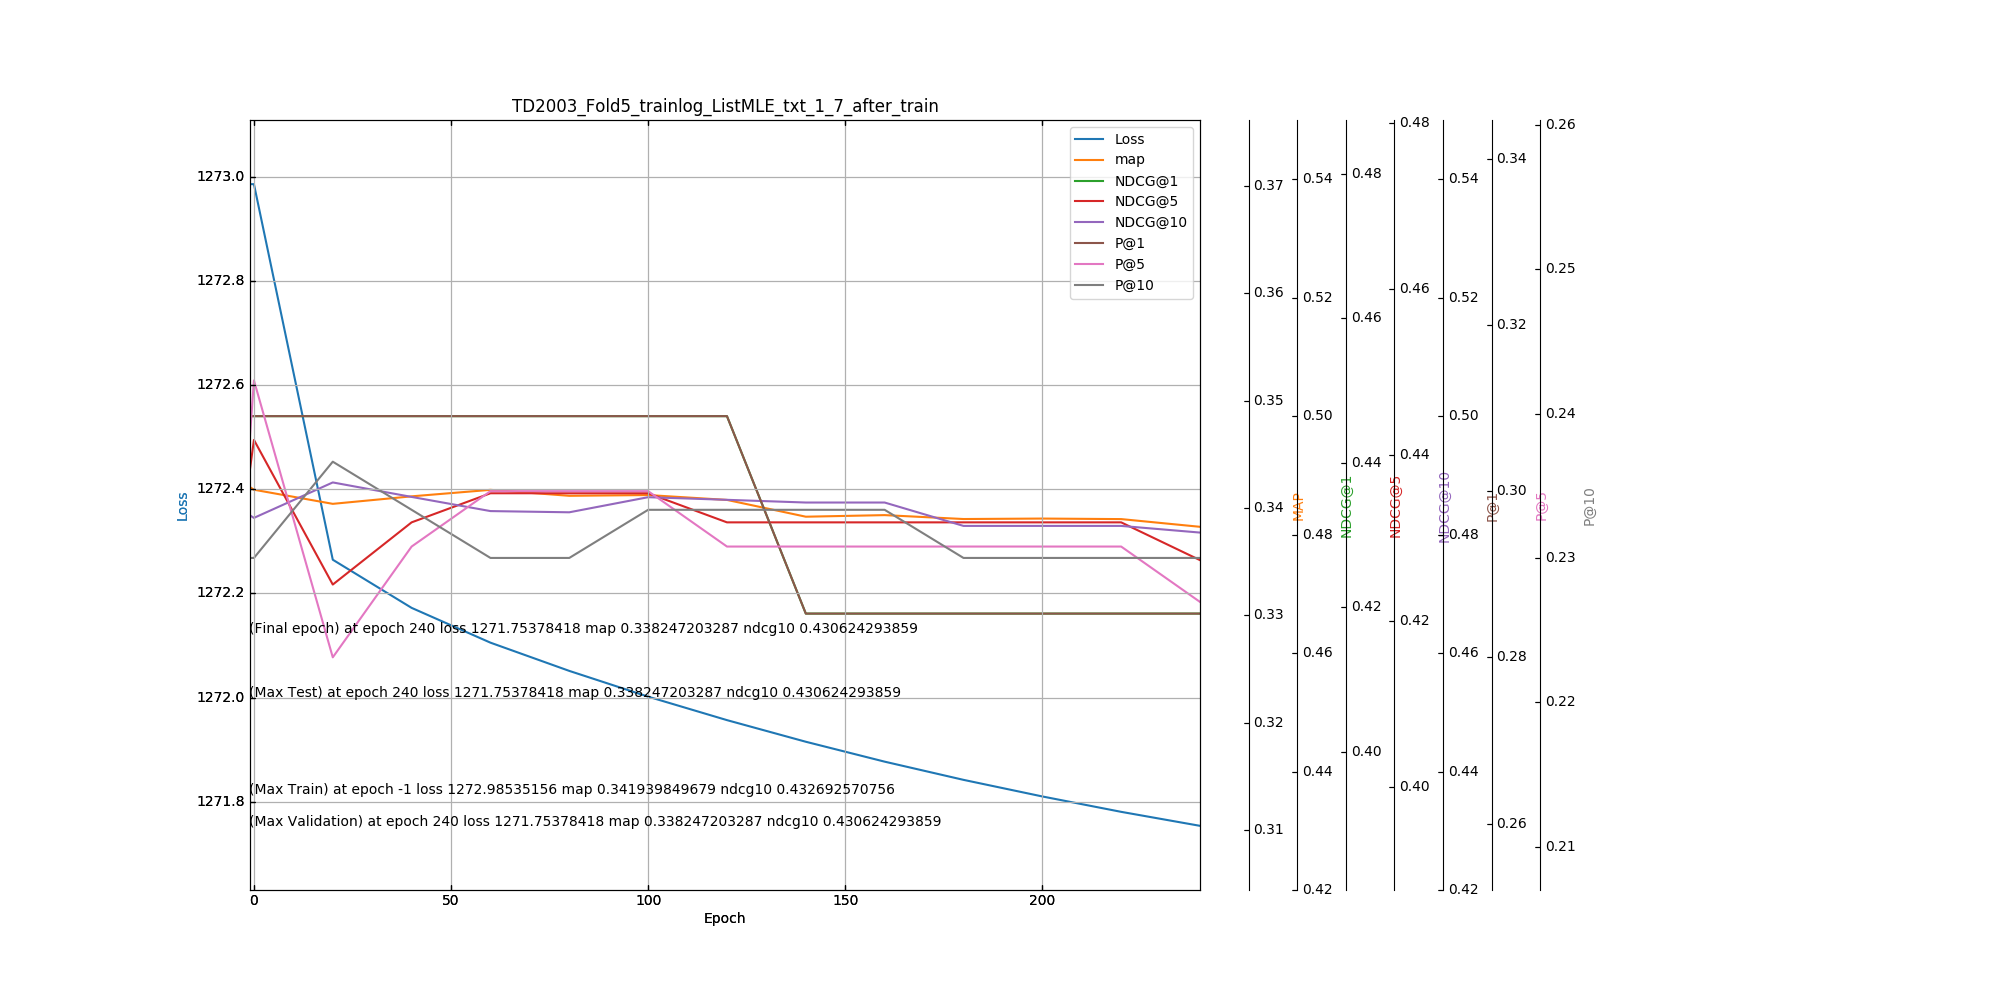 TD2003_Fold5_trainlog_ListMLE_txt_1_7_after_train
Loss
map
NDCG@1
NDCG@5
NDCG@10
P@1
P@5
P@10
1273.0
1272.8
1272.6
1272.4
1272.2
1272.0
1271.8
Loss
(Final epoch) at epoch 240 loss 1271.75378418 map 0.338247203287 ndcg10 0.430624293859
(Max Test) at epoch 240 loss 1271.75378418 map 0.338247203287 ndcg10 0.430624293859
(Max Train) at epoch -1 loss 1272.98535156 map 0.341939849679 ndcg10 0.432692570756
(Max Validation) at epoch 240 loss 1271.75378418 map 0.338247203287 ndcg10 0.430624293859
0 50 100 150 200
Epoch
0.37
0.36
0.35
0.34
0.33
0.32
0.31
MAP
0.54
0.52
0.50
0.48
0.46
0.44
0.42
NDCG@1
0.48
0.46
0.44
0.42
0.40
NDCG@5
0.48
0.46
0.44
0.42
0.40
NDCG@10
0.54
0.52
0.50
0.48
0.46
0.44
0.42
P@1
0.34
0.32
0.30
0.28
0.26
P@5
0.26
0.25
0.24
0.23
0.22
0.21
P@10